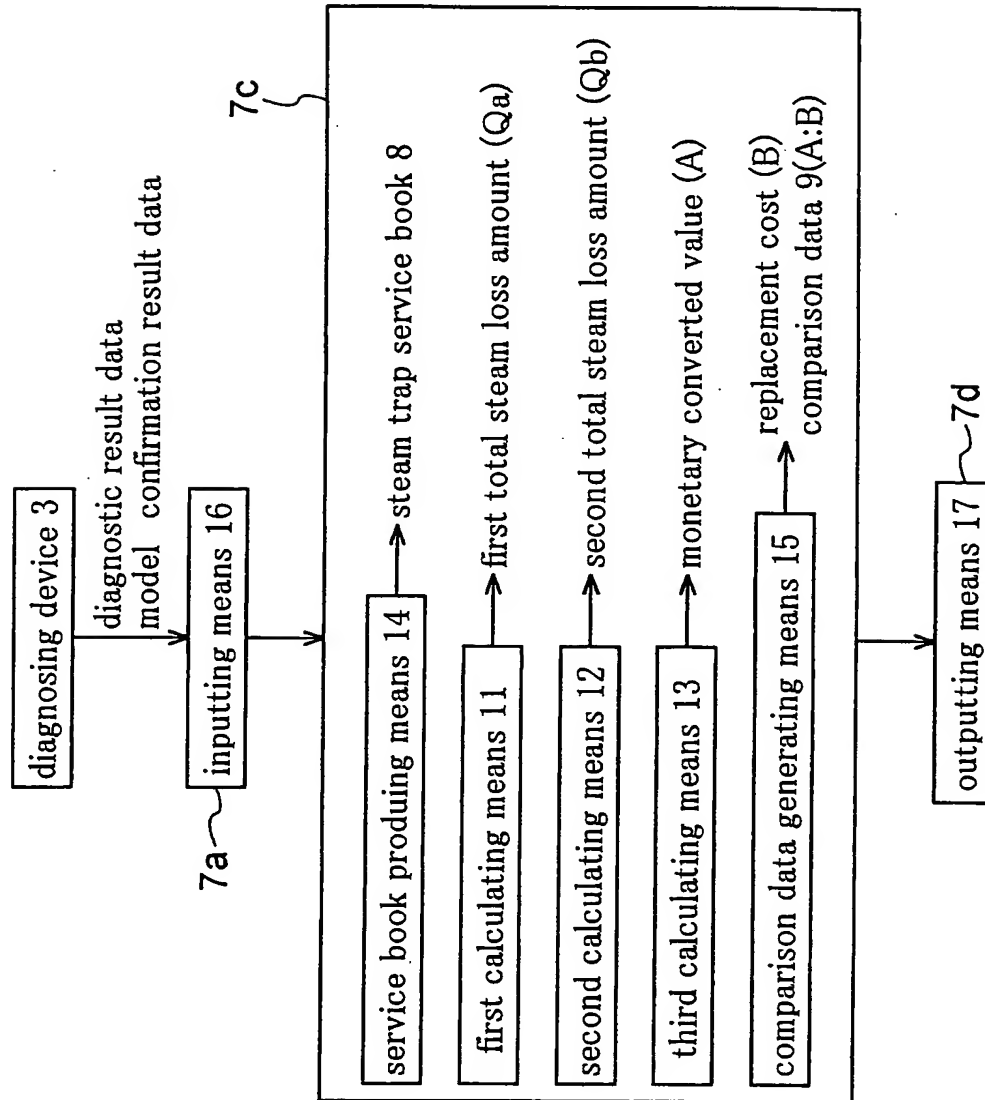 diagnosing device 3
diagnostic result data
model confirmation result data
7a
inputting means 16
7c
service book produing means 14
steam trap service book 8
first calculating means 11
first total steam loss amount (Qa)
second calculating means 12
second total steam loss amount (Qb)
third calculating means 13
monetary converted value (A)
comparison data generating means 15
replacement cost (B)
comparison data 9(A:B)
outputting means 17
7d